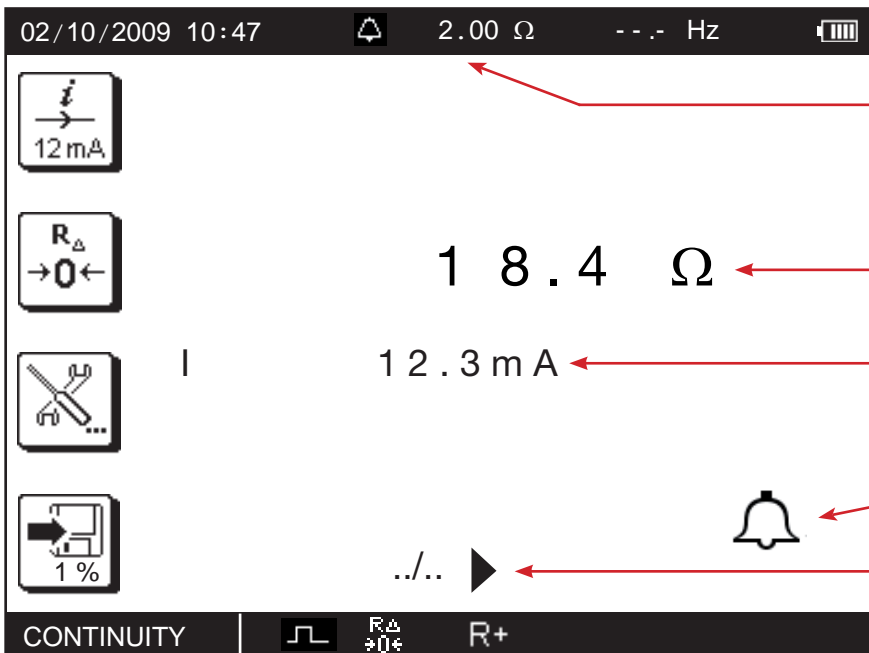 02/10/2009 10:47 2.00 Ω --.- Hz
i
12 mA
R△
→0←
18.4 Ω
I 12.3 mA
...
1 %
../.. ▶
CONTINUITY R△ →0← R+